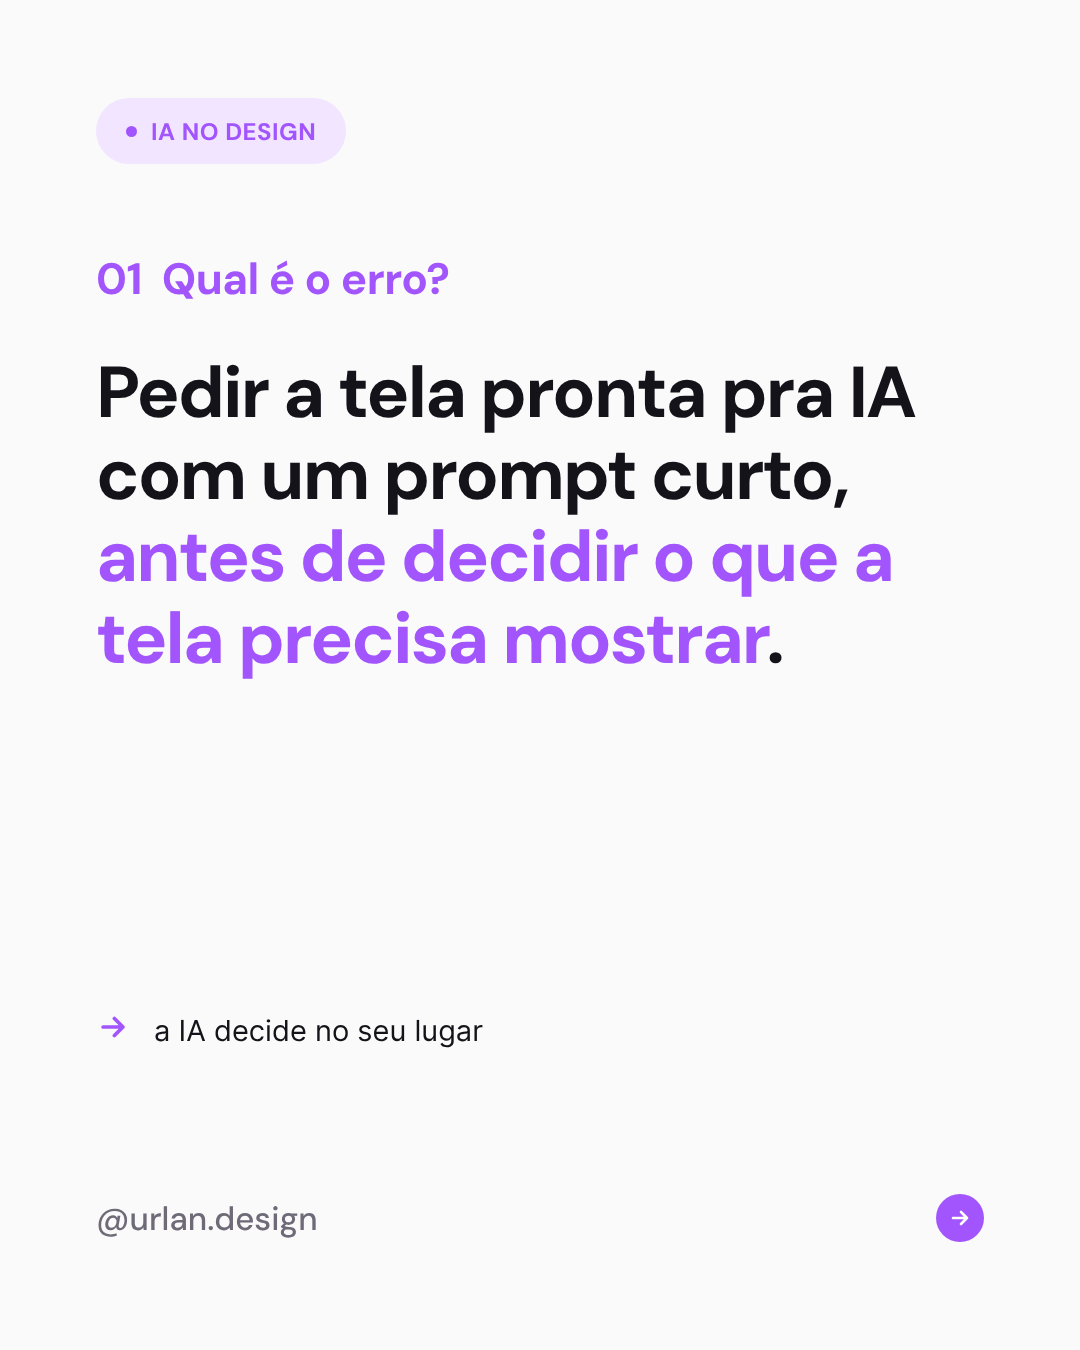 IA NO DESIGN
01 Qual é o erro?
Pedir a tela pronta pra IA
com um prompt curto,
antes de decidir o que a
tela precisa mostrar.
→ a IA decide no seu lugar
@urlan.design